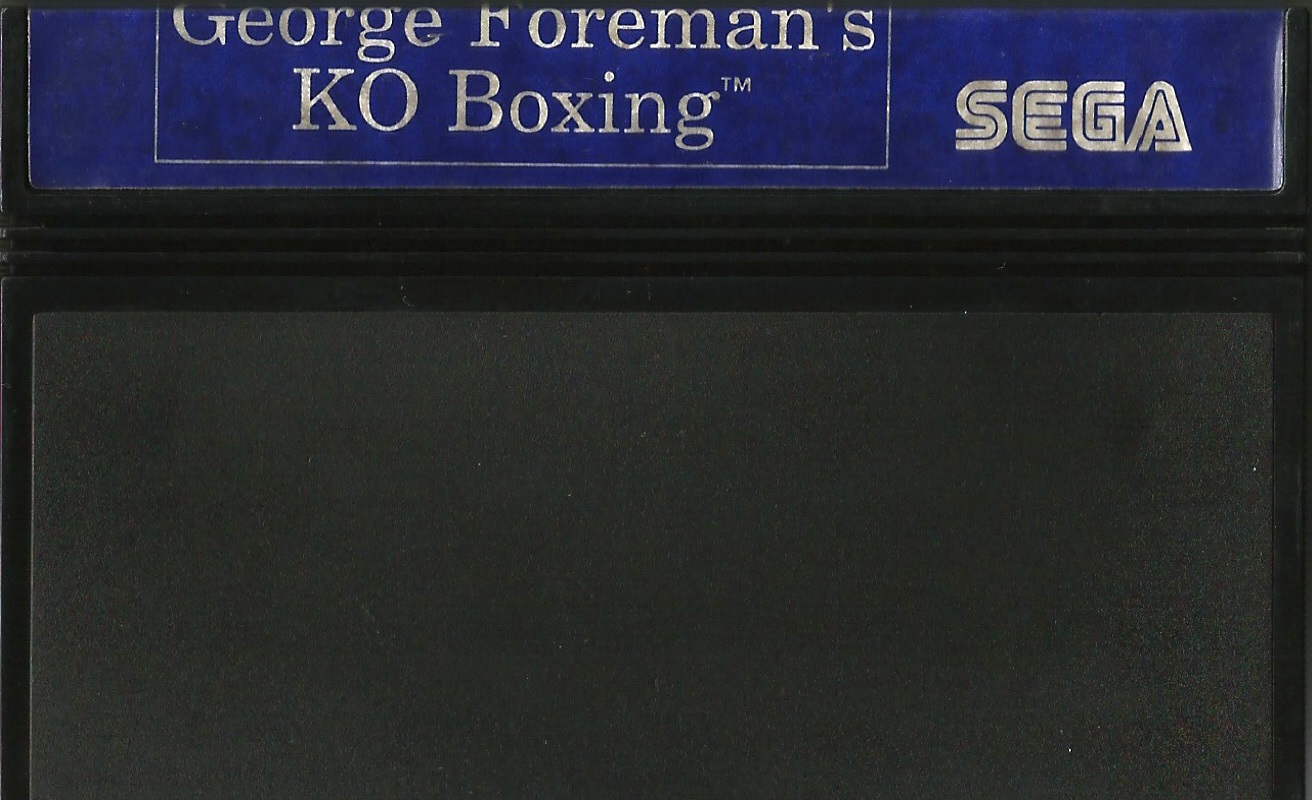 George Foreman's
KO Boxing™
SEGA